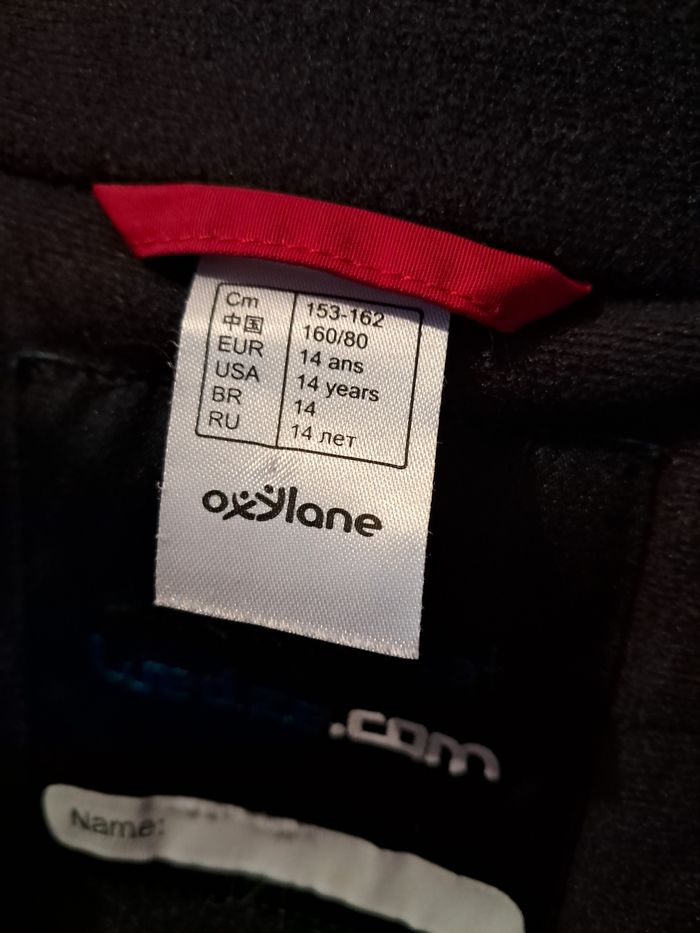 Cm 153-162
中国 160/80
EUR 14 ans
USA 14 years
BR 14
RU 14 лет
oxylane
.com
Name: